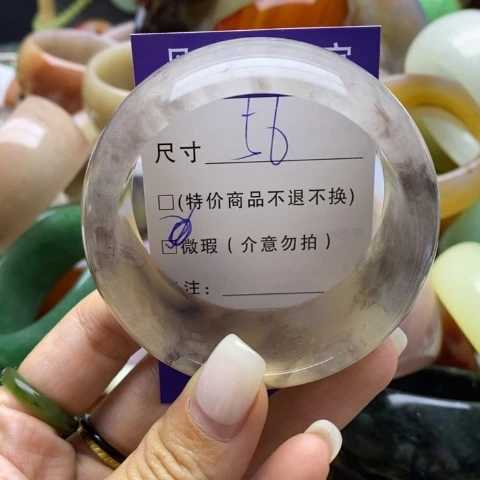 尺寸 56
□(特价商品不退不换)
☑微瑕(介意勿拍)
注: